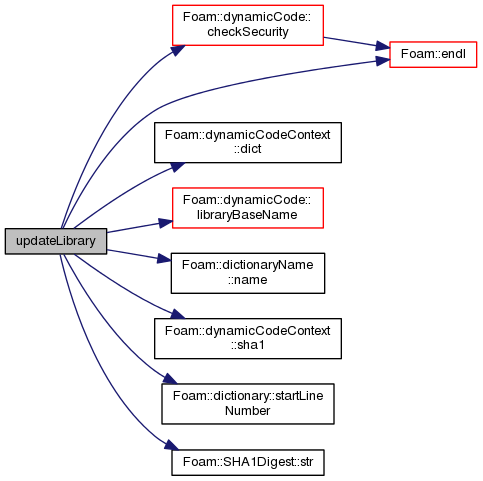 Foam::dynamicCode::
checkSecurity
Foam::endl
Foam::dynamicCodeContext
::dict
Foam::dynamicCode::
libraryBaseName
updateLibrary
Foam::dictionaryName
::name
Foam::dynamicCodeContext
::sha1
Foam::dictionary::startLine
Number
Foam::SHA1Digest::str